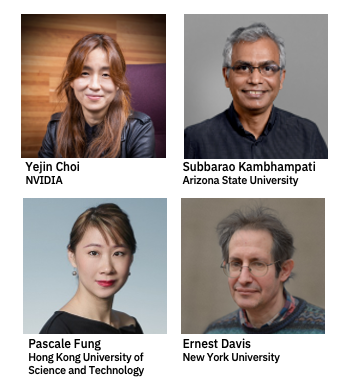 Yejin Choi
NVIDIA
Subbarao Kambhampati
Arizona State University
Pascale Fung
Hong Kong University of
Science and Technology
Ernest Davis
New York University